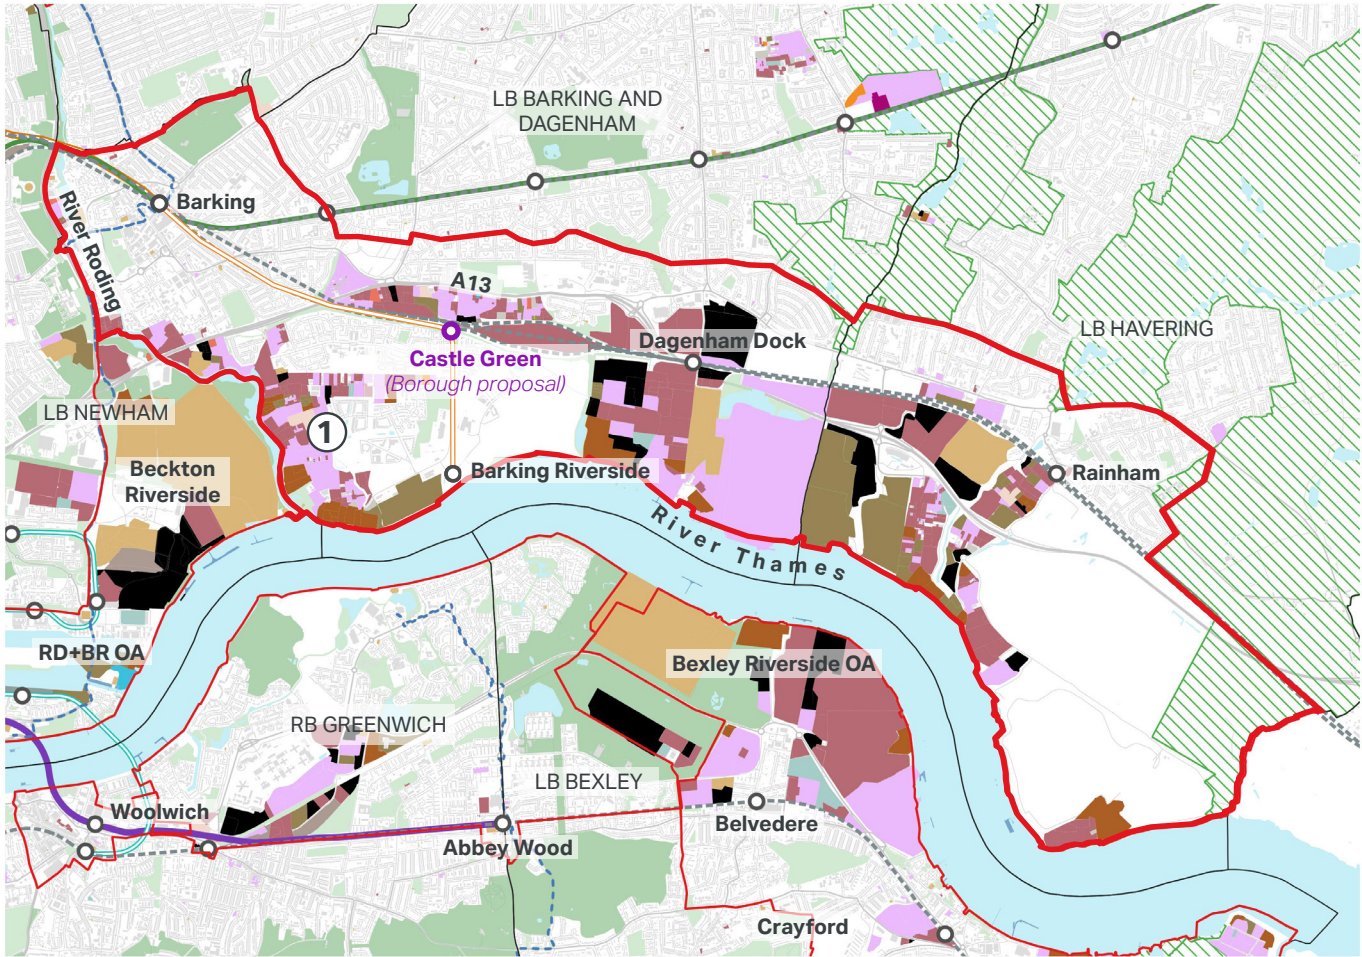 LB BARKING AND
DAGENHAM
Barking
River Roding
A13
LB HAVERING
Dagenham Dock
Castle Green
(Borough proposal)
LB NEWHAM
1
Beckton
Riverside
Barking Riverside
Rainham
River Thames
RD+BR OA
Bexley Riverside OA
RB GREENWICH
LB BEXLEY
Woolwich
Belvedere
Abbey Wood
Crayford